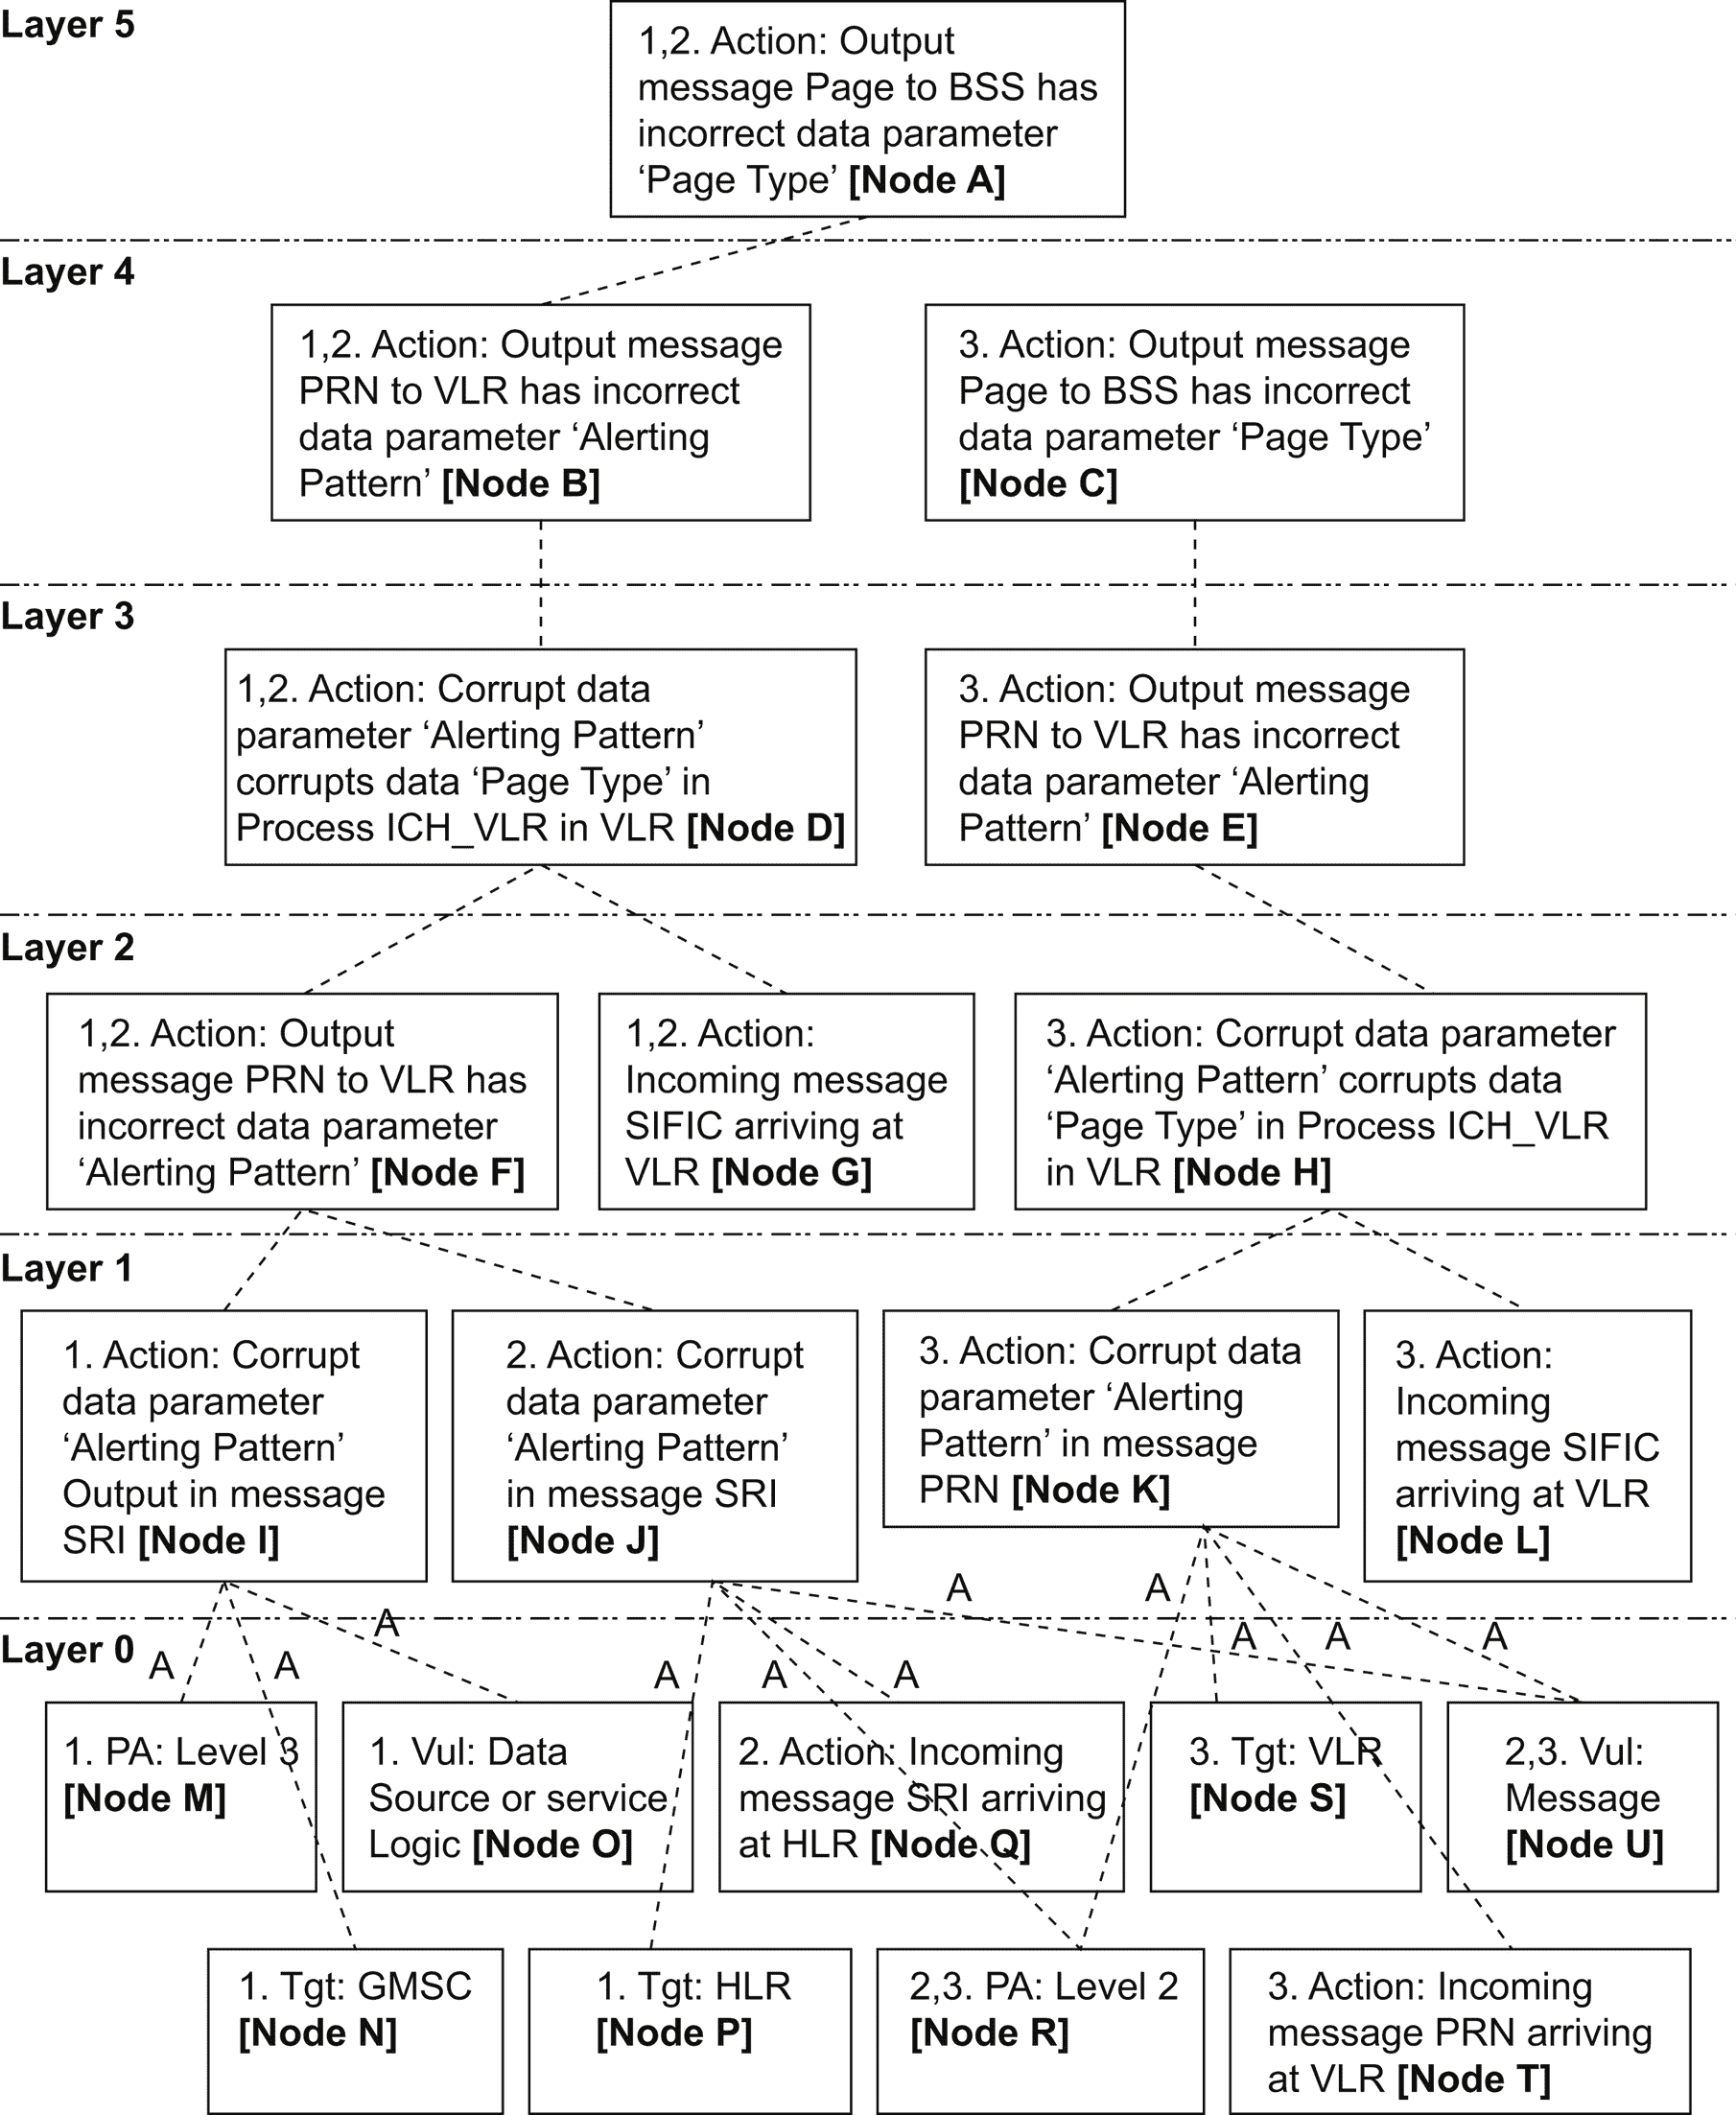 Layer 5
1,2. Action: Output
message Page to BSS has
incorrect data parameter
‘Page Type’ [Node A]
Layer 4
1,2. Action: Output message
PRN to VLR has incorrect
data parameter ‘Alerting
Pattern’ [Node B]
3. Action: Output message
Page to BSS has incorrect
data parameter ‘Page Type’
[Node C]
Layer 3
1,2. Action: Corrupt data
parameter ‘Alerting Pattern’
corrupts data ‘Page Type’ in
Process ICH_VLR in VLR [Node D]
3. Action: Output message
PRN to VLR has incorrect
data parameter ‘Alerting
Pattern’ [Node E]
Layer 2
1,2. Action: Output
message PRN to VLR has
incorrect data parameter
‘Alerting Pattern’ [Node F]
1,2. Action:
Incoming message
SIFIC arriving at
VLR [Node G]
3. Action: Corrupt data parameter
‘Alerting Pattern’ corrupts data
‘Page Type’ in Process ICH_VLR
in VLR [Node H]
Layer 1
1. Action: Corrupt
data parameter
‘Alerting Pattern’
Output in message
SRI [Node I]
2. Action: Corrupt
data parameter
‘Alerting Pattern’
in message SRI
[Node J]
3. Action: Corrupt data
parameter ‘Alerting
Pattern’ in message
PRN [Node K]
3. Action:
Incoming
message SIFIC
arriving at VLR
[Node L]
A
A
A
Layer 0
A
A
A
A
A
A
A
A
1. PA: Level 3
[Node M]
1. Vul: Data
Source or service
Logic [Node O]
2. Action: Incoming
message SRI arriving
at HLR [Node Q]
3. Tgt: VLR
[Node S]
2,3. Vul:
Message
[Node U]
1. Tgt: GMSC
[Node N]
1. Tgt: HLR
[Node P]
2,3. PA: Level 2
[Node R]
3. Action: Incoming
message PRN arriving
at VLR [Node T]